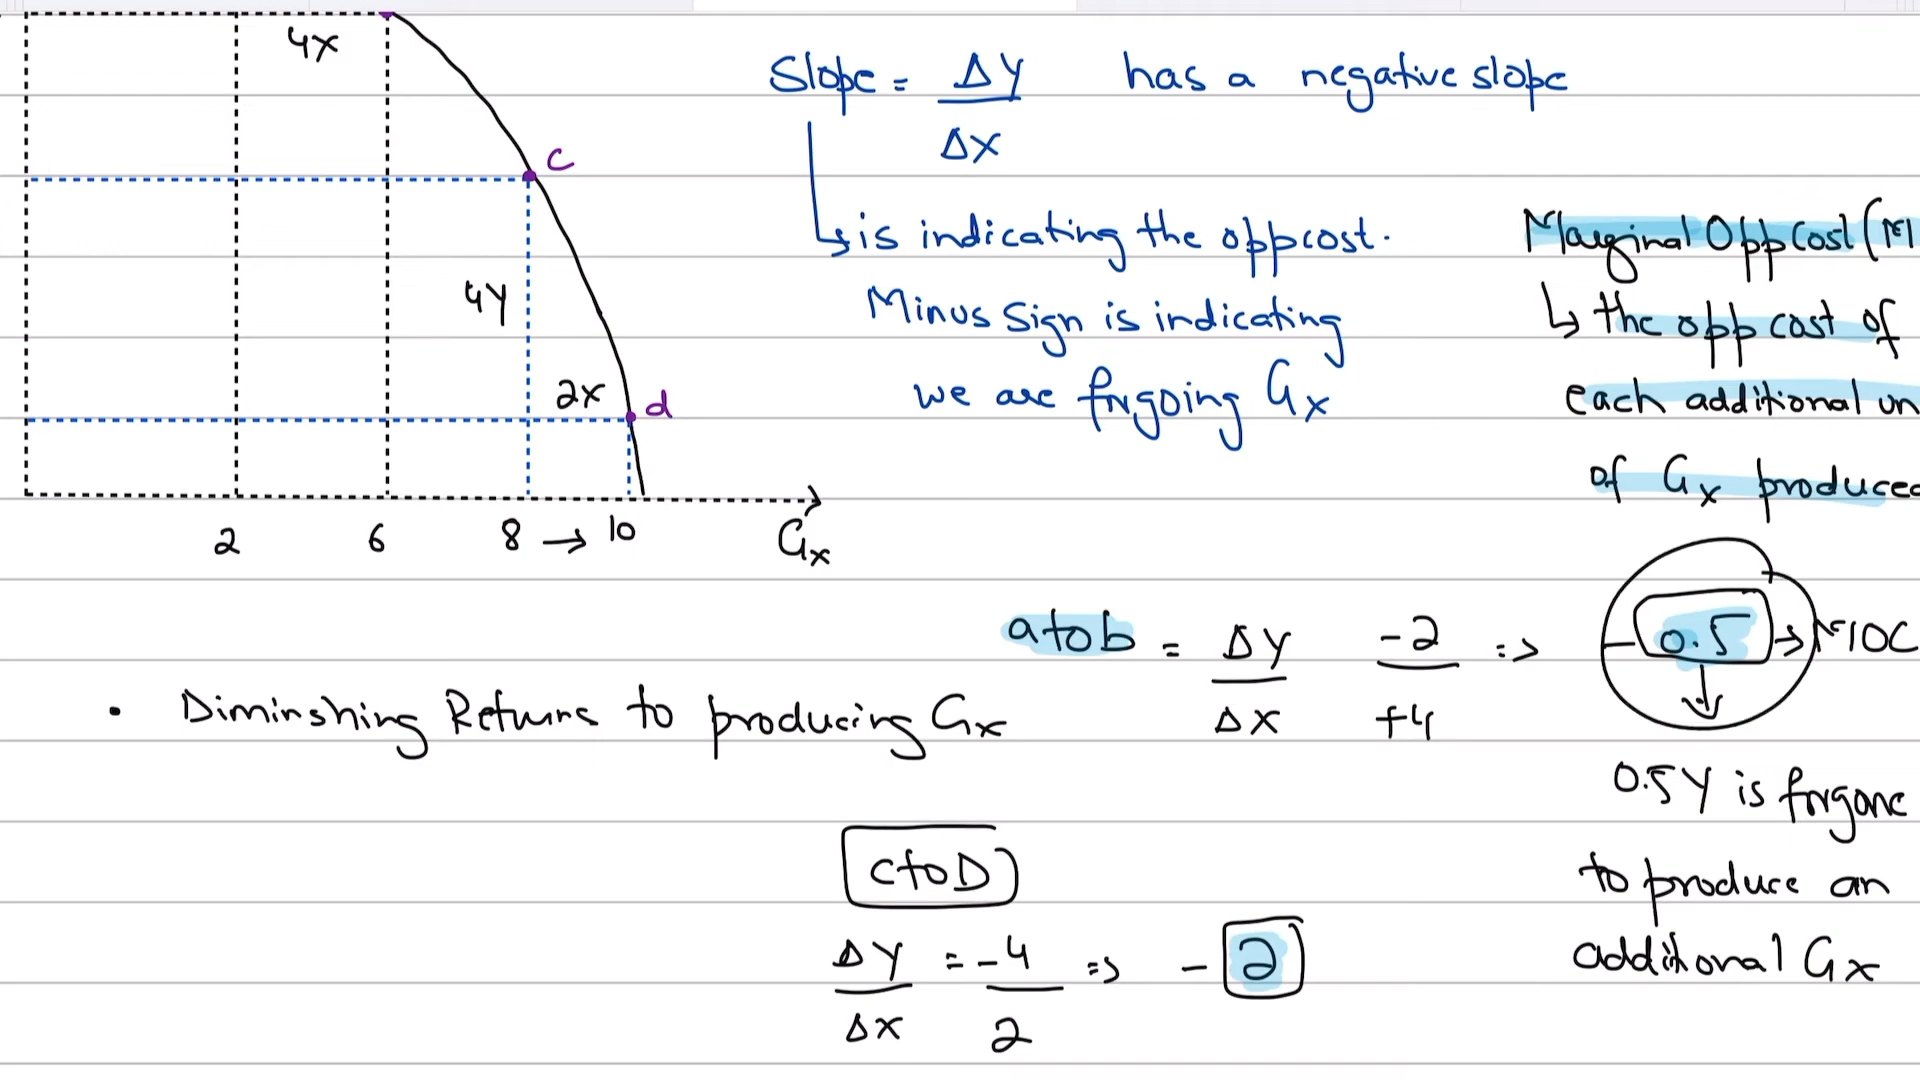 4x
Slope = ΔY has a negative slope
ΔX
c
↳ is indicating the opp cost.
Marginal Opp Cost (M
4y
Minus Sign is indicating
↳ the opp cost of
2x d
we are forgoing Gx
each additional un
of Gx produced
2 6 8 → 10 Gx
a to b = ΔY -2 => - 0.5 → MOC
ΔX +4
• Diminshing Returns to producing Gx
0.5Y is forgone
C to D
to produce an
ΔY = -4 => - 2
additional Gx
ΔX 2